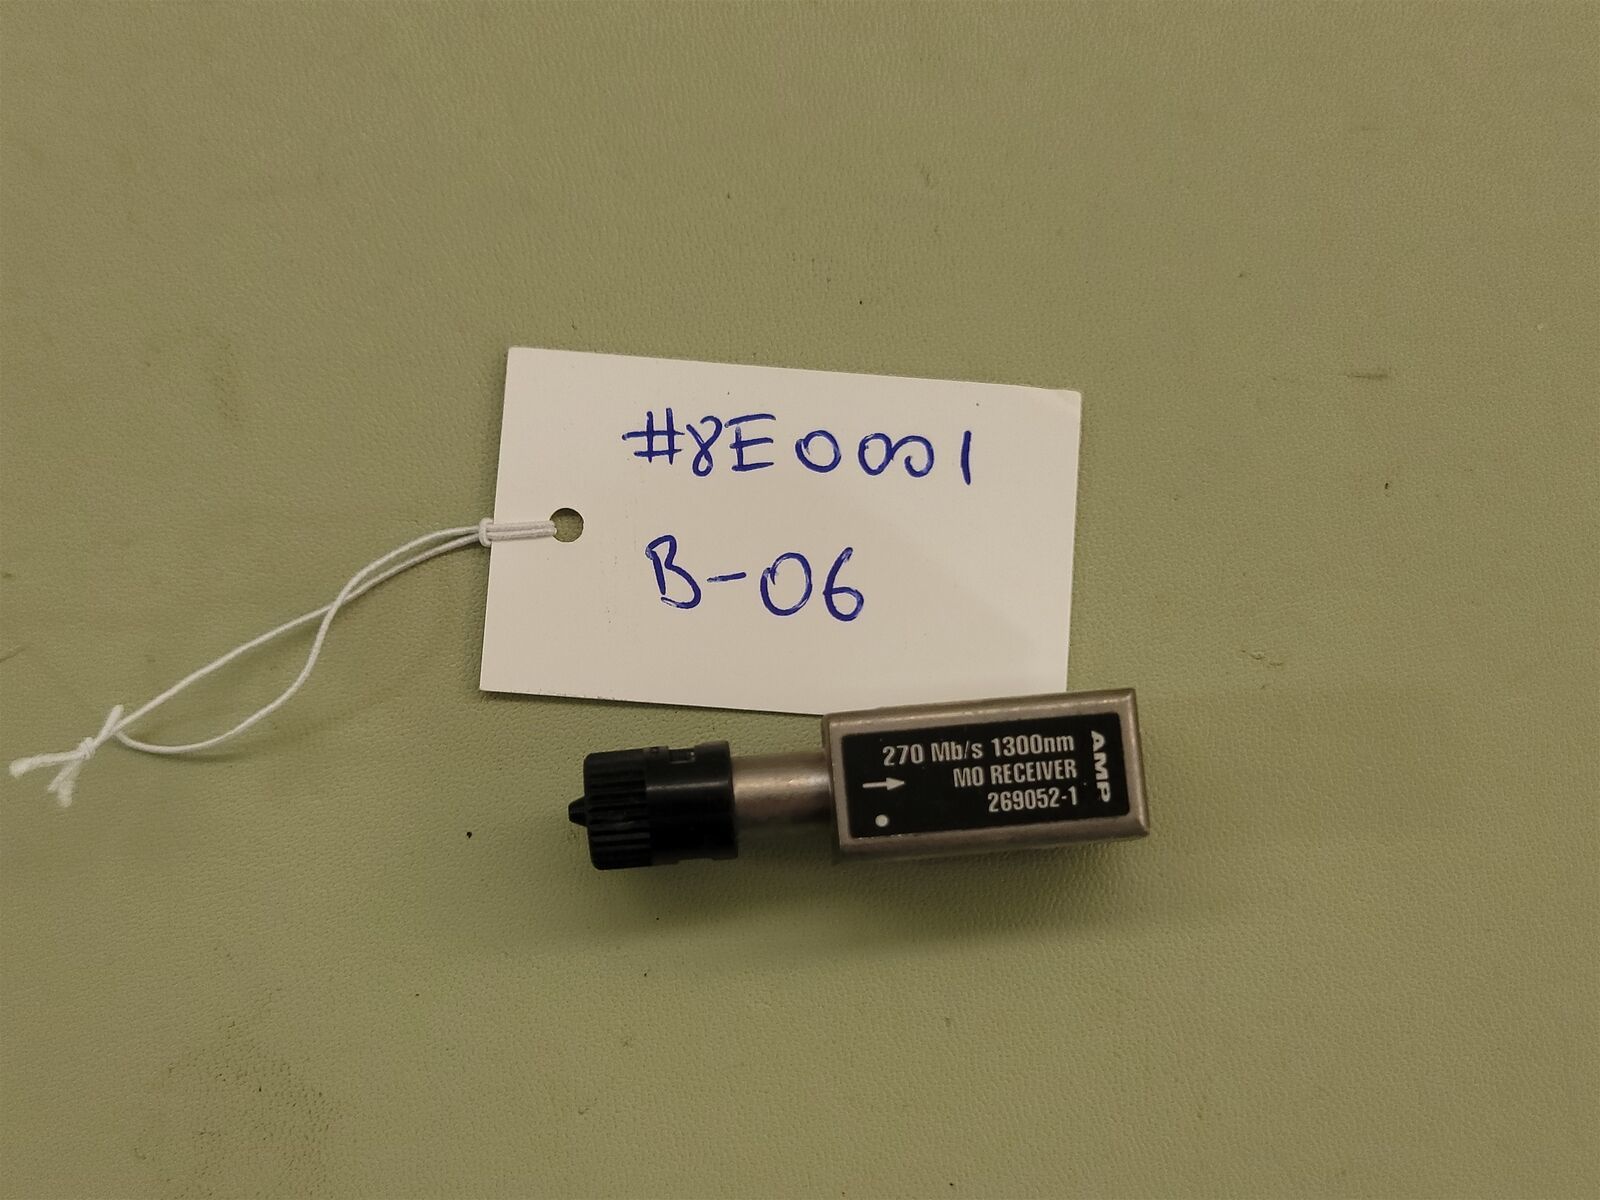 #8E0001
B-06
270 Mb/s 1300nm
MO RECEIVER
269052-1
AMP